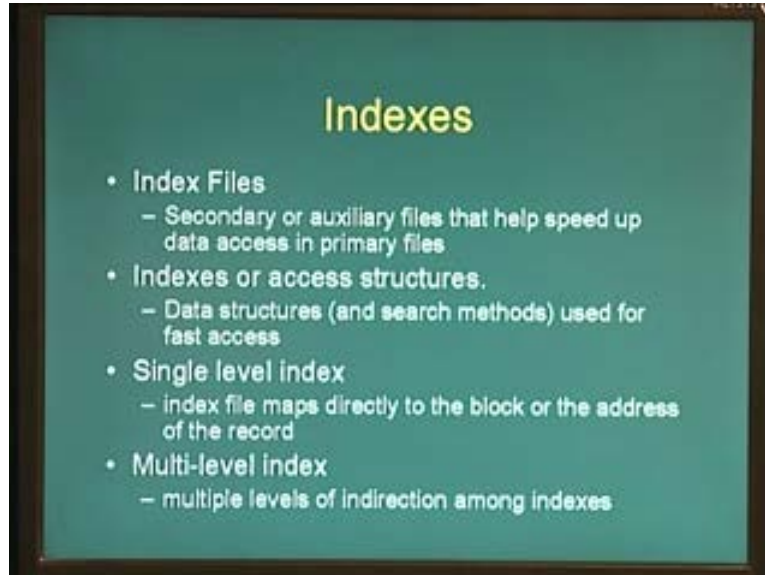 Indexes
• Index Files
– Secondary or auxiliary files that help speed up
data access in primary files
• Indexes or access structures.
– Data structures (and search methods) used for
fast access
• Single level index
– index file maps directly to the block or the address
of the record
• Multi-level index
– multiple levels of indirection among indexes